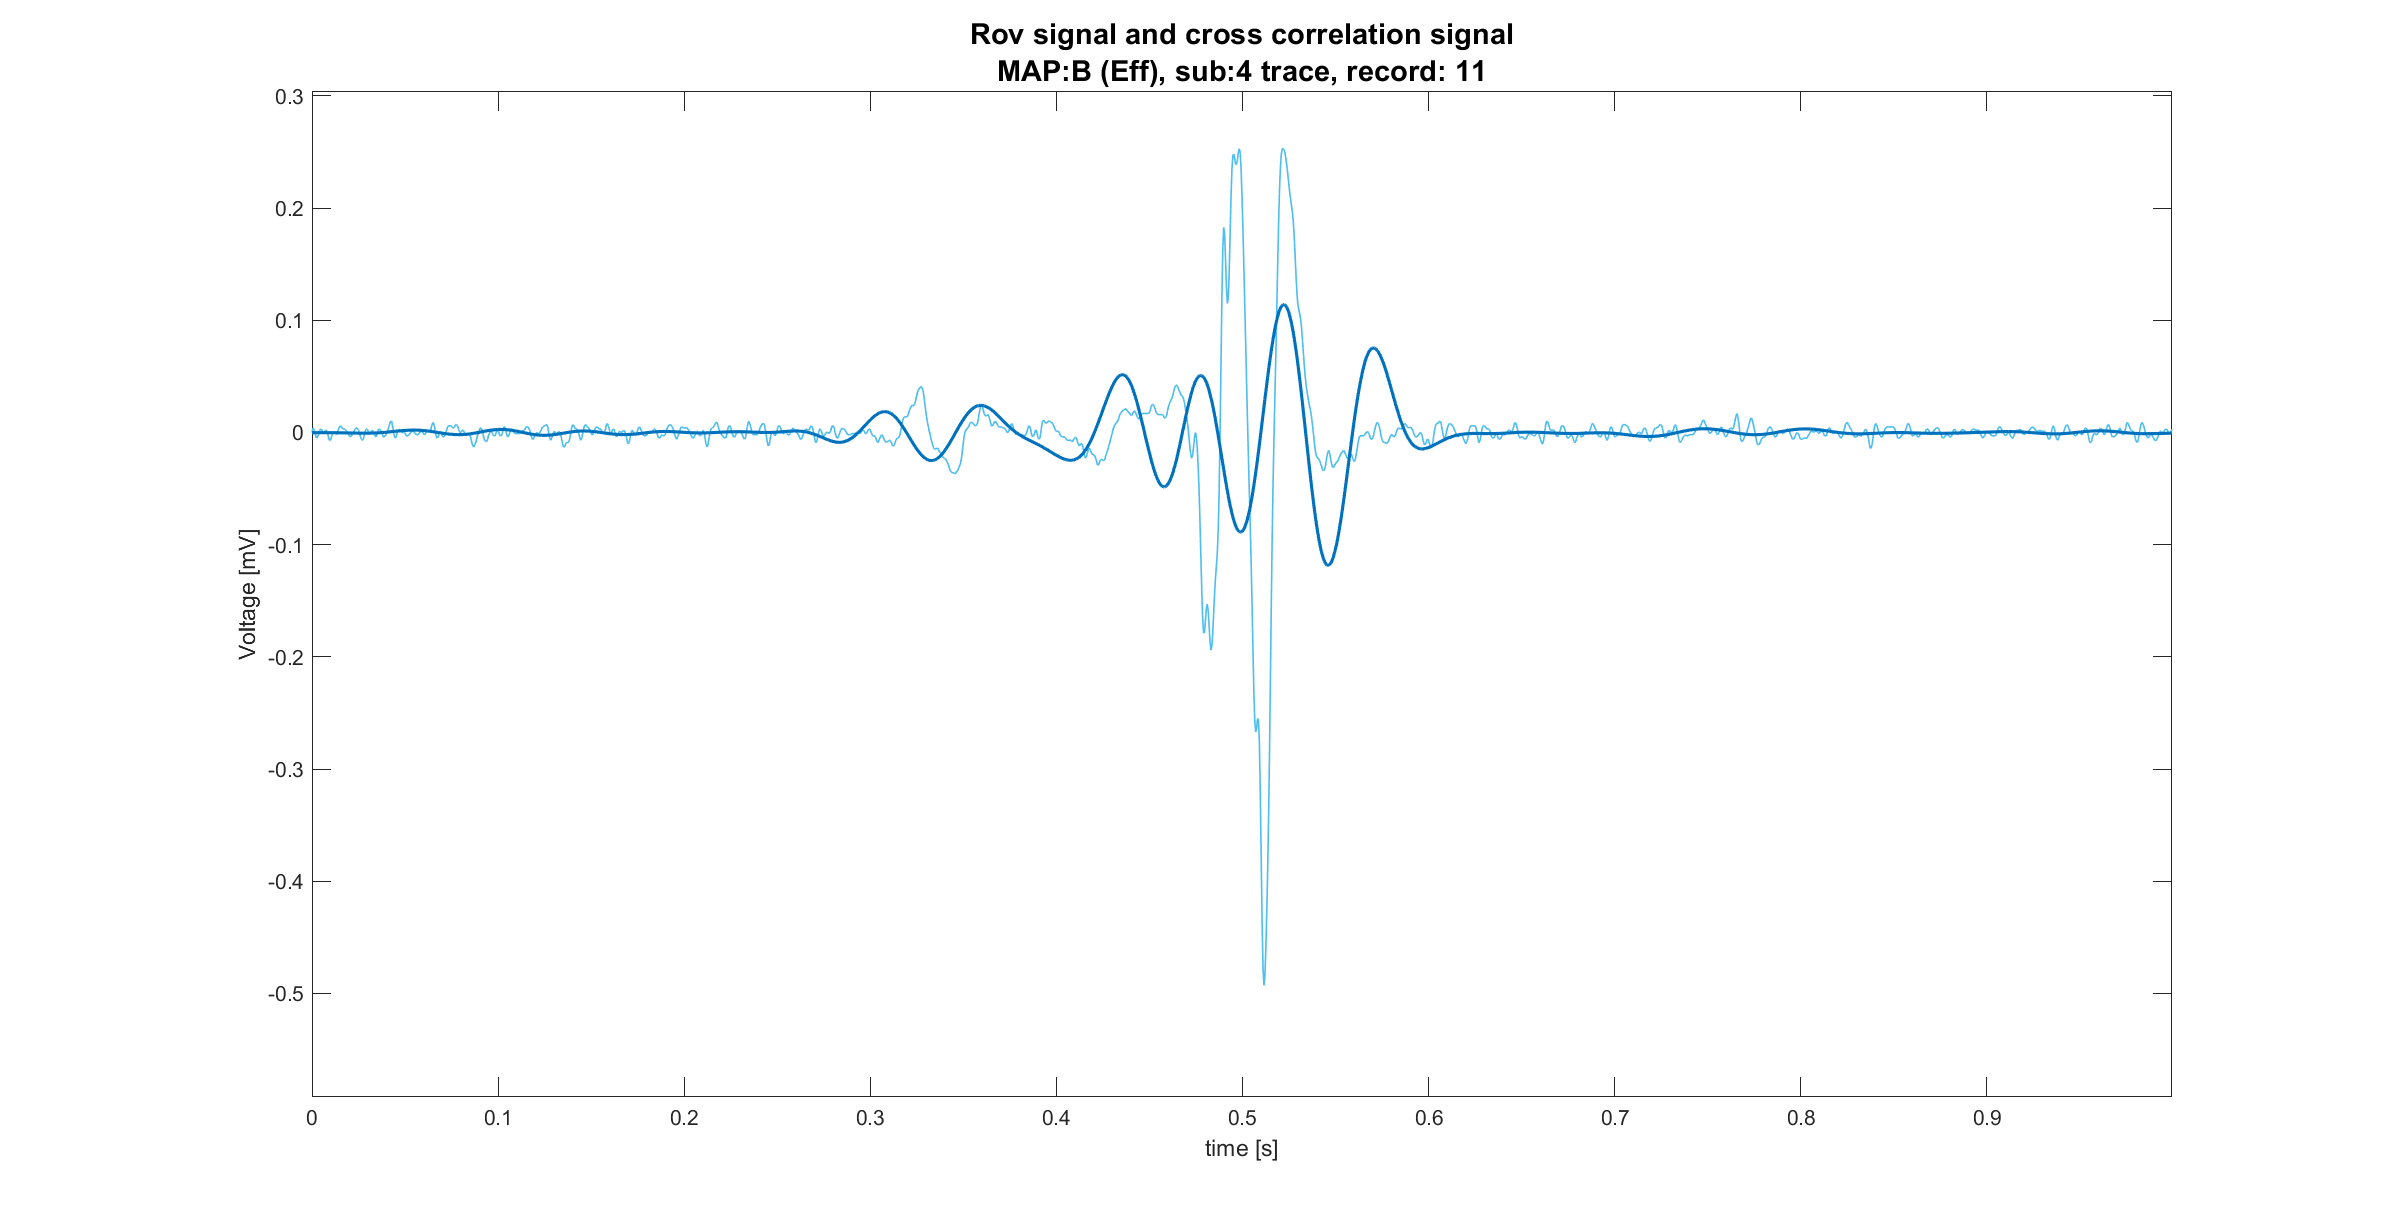 Rov signal and cross correlation signal
MAP:B (Eff), sub:4 trace, record: 11
0.3
0.2
0.1
0
-0.1
-0.2
-0.3
-0.4
-0.5
Voltage [mV]
0 0.1 0.2 0.3 0.4 0.5 0.6 0.7 0.8 0.9
time [s]